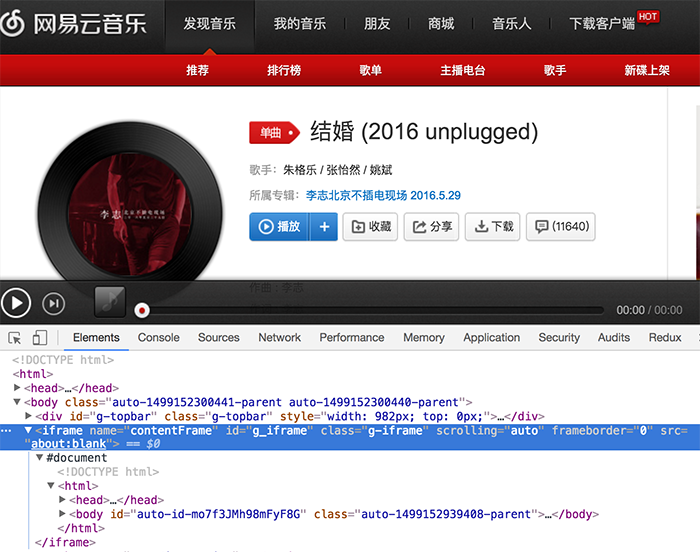 网易云音乐 发现音乐 我的音乐 朋友 商城 音乐人 下载客户端 HOT
推荐 排行榜 歌单 主播电台 歌手 新碟上架
单曲 结婚 (2016 unplugged)
歌手：朱格乐 / 张怡然 / 姚斌
所属专辑：李志北京不插电现场 2016.5.29
李志 北京不插电现场
播放 + 收藏 分享 下载 (11640)
作曲：李志
00:00 / 00:00
Elements Console Sources Network Performance Memory Application Security Audits Redux
<!DOCTYPE html>
<html>
▶<head>…</head>
▼<body class="auto-1499152300441-parent auto-1499152300440-parent">
▶<div id="g-topbar" class="g-topbar" style="width: 982px; top: 0px;">…</div>
… ▼<iframe name="contentFrame" id="g_iframe" class="g-iframe" scrolling="auto" frameborder="0" src=
"about:blank"> == $0
▼#document
<!DOCTYPE html>
▼<html>
▶<head>…</head>
▶<body id="auto-id-mo7f3JMh98mFyF8G" class="auto-1499152939408-parent">…</body>
</html>
</iframe>